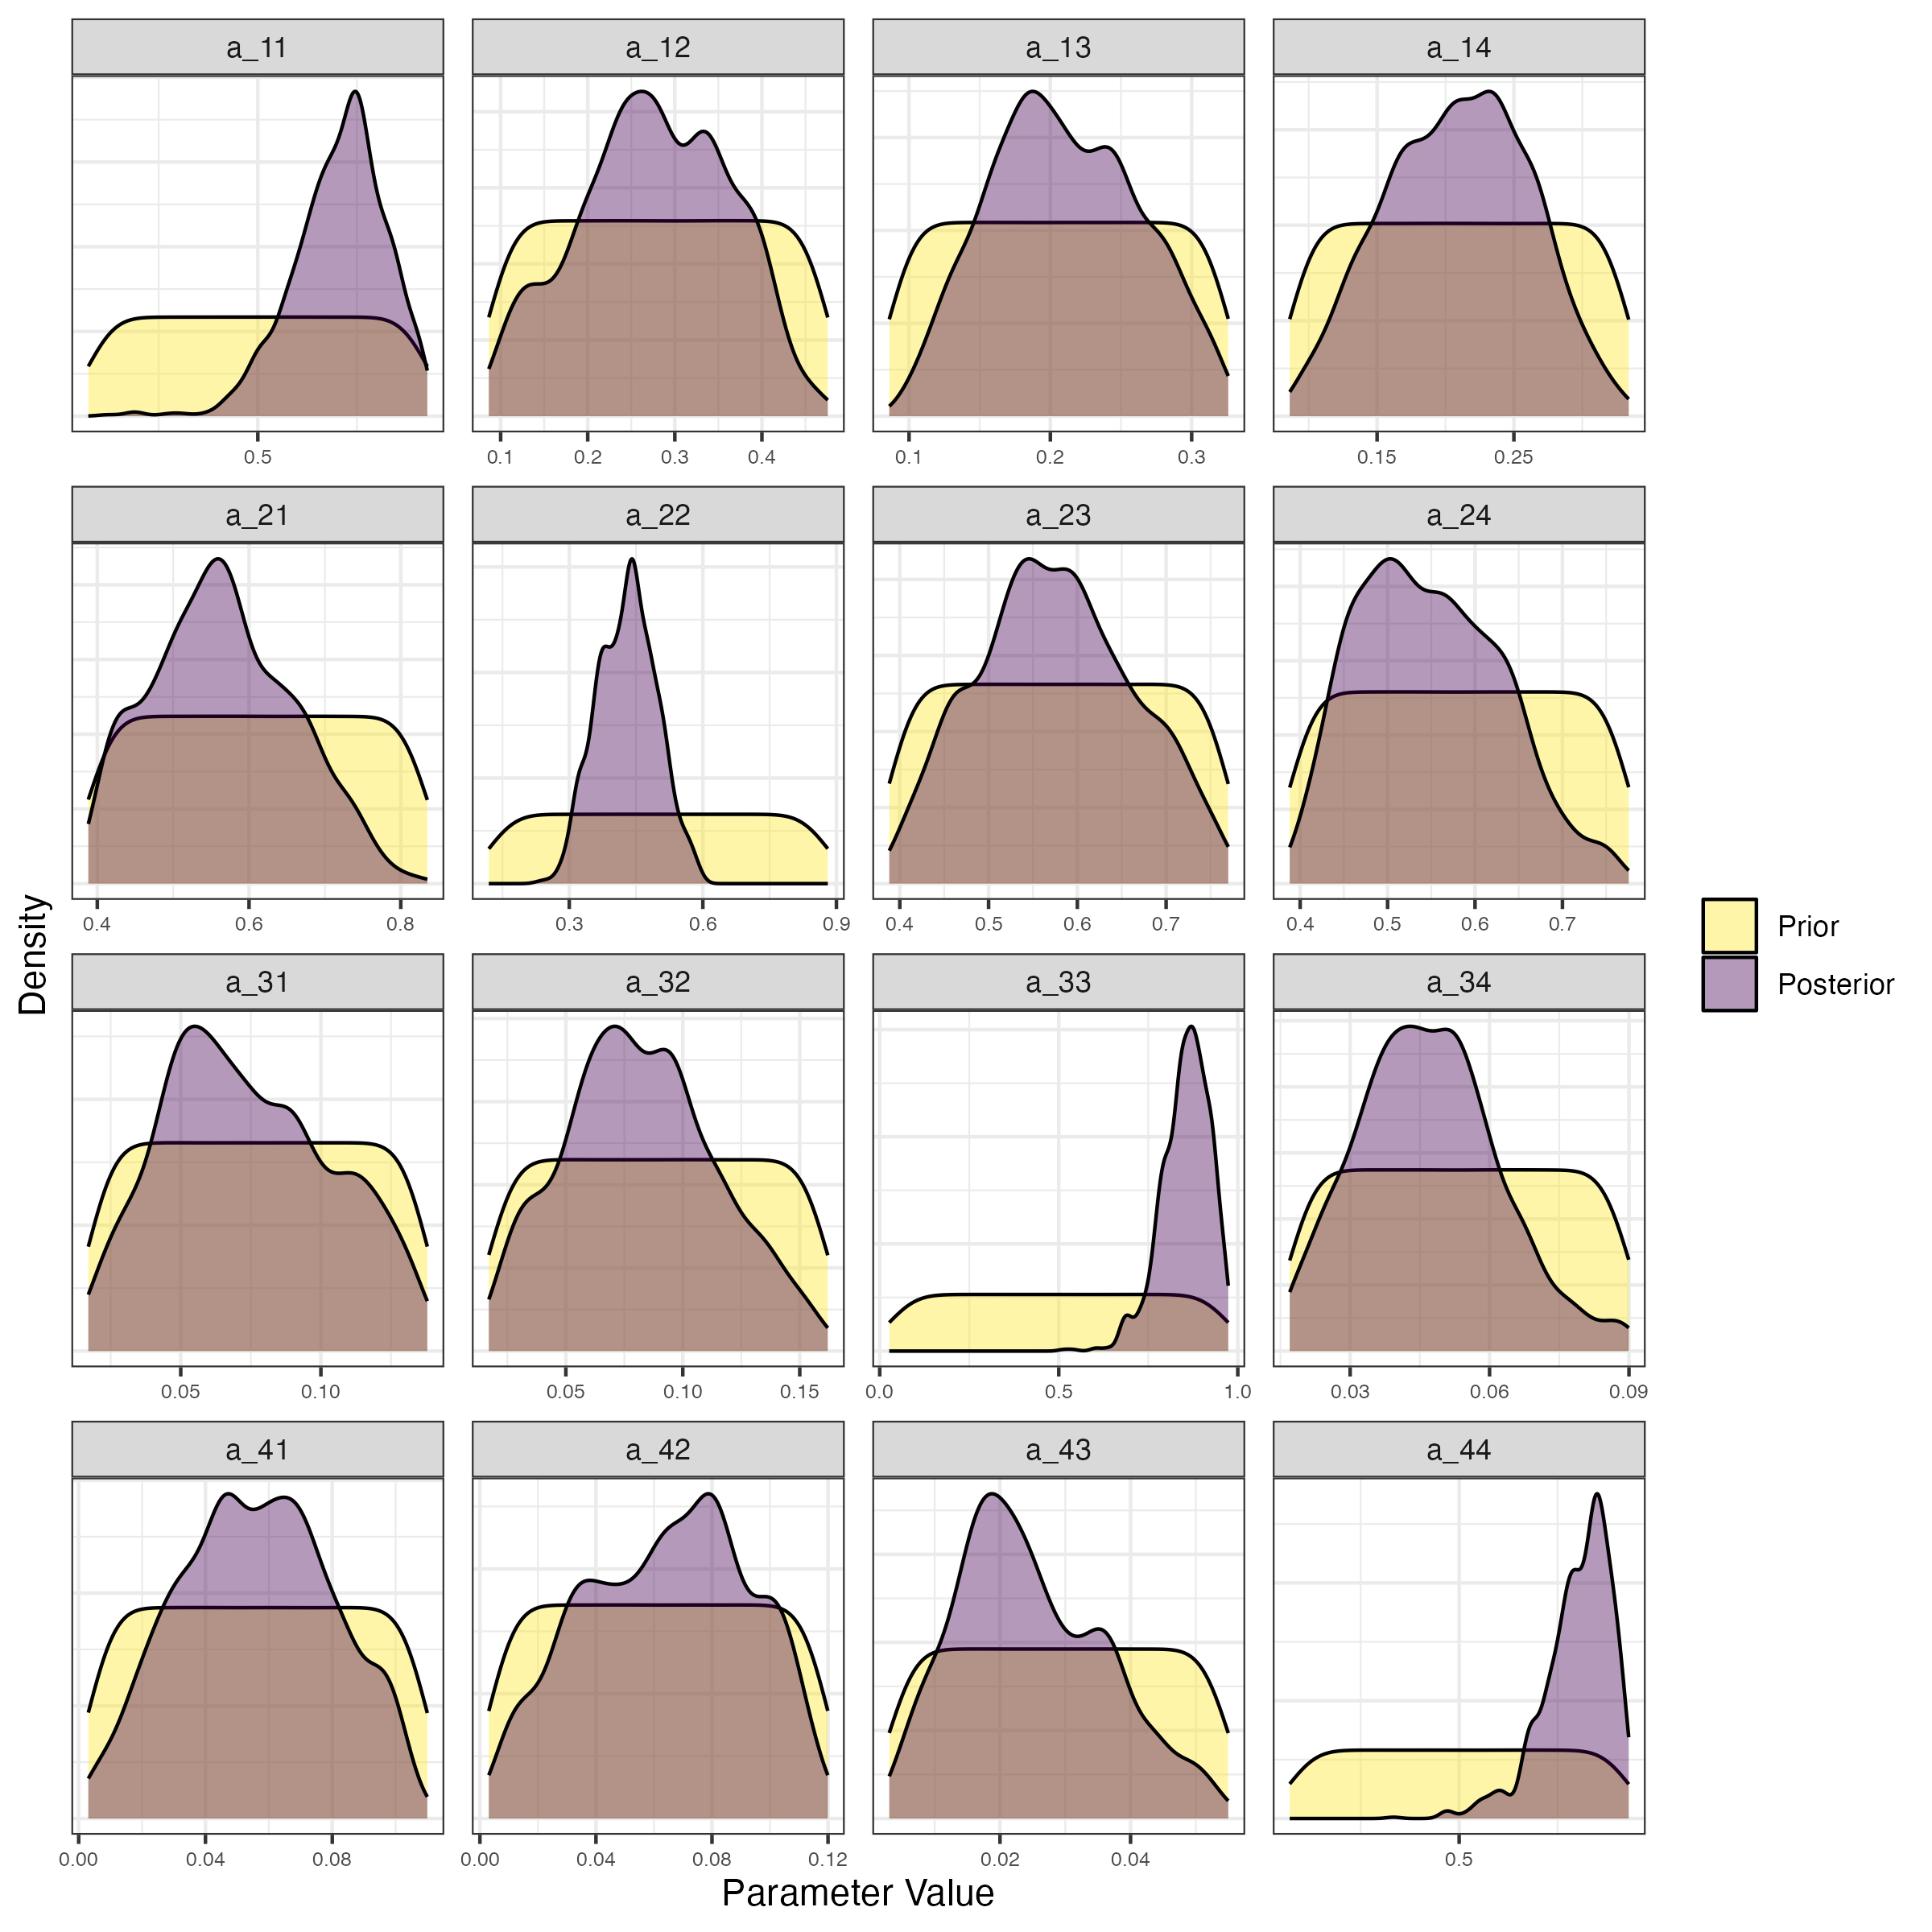 a_11 a_12 a_13 a_14
0.5 0.1 0.2 0.3 0.4 0.1 0.2 0.3 0.15 0.25
a_21 a_22 a_23 a_24
0.4 0.6 0.8 0.3 0.6 0.9 0.4 0.5 0.6 0.7 0.4 0.5 0.6 0.7
Density
Prior
Posterior
a_31 a_32 a_33 a_34
0.05 0.10 0.05 0.10 0.15 0.0 0.5 1.0 0.03 0.06 0.09
a_41 a_42 a_43 a_44
0.00 0.04 0.08 0.00 0.04 0.08 0.12 0.02 0.04 0.5
Parameter Value